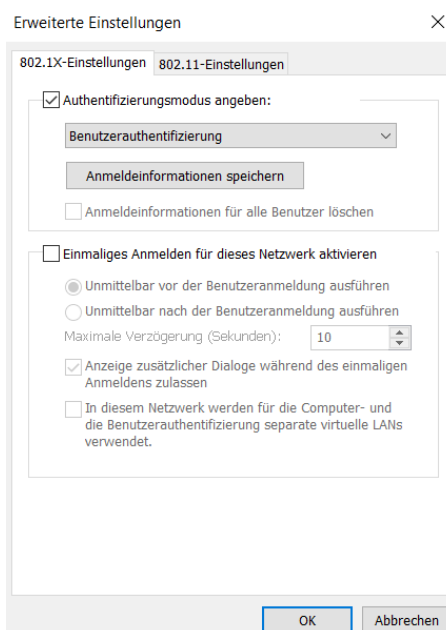 Erweiterte Einstellungen
802.1X-Einstellungen 802.11-Einstellungen
Authentifizierungsmodus angeben:
Benutzerauthentifizierung
Anmeldeinformationen speichern
Anmeldeinformationen für alle Benutzer löschen
Einmaliges Anmelden für dieses Netzwerk aktivieren
Unmittelbar vor der Benutzeranmeldung ausführen
Unmittelbar nach der Benutzeranmeldung ausführen
Maximale Verzögerung (Sekunden): 10
Anzeige zusätzlicher Dialoge während des einmaligen
Anmeldens zulassen
In diesem Netzwerk werden für die Computer- und
die Benutzerauthentifizierung separate virtuelle LANs
verwendet.
OK Abbrechen